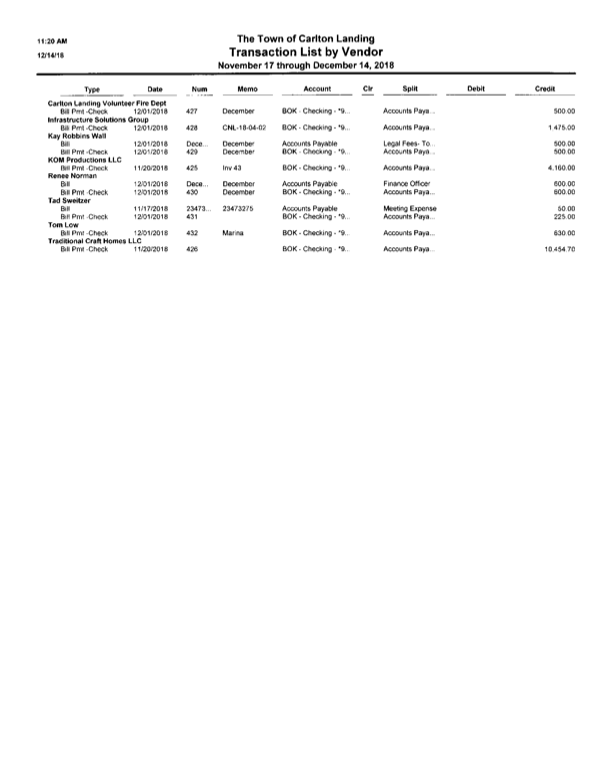 11:20 AM
12/14/18
The Town of Carlton Landing
Transaction List by Vendor
November 17 through December 14, 2018
Type Date Num Memo Account Clr Split Debit Credit
Carlton Landing Volunteer Fire Dept
Bill Pmt -Check 12/01/2018 427 December BOK - Checking - *9... Accounts Paya... 500.00
Infrastructure Solutions Group
Bill Pmt -Check 12/01/2018 428 CNL-18-04-02 BOK - Checking - *9... Accounts Paya... 1,475.00
Kay Robbins Wall
Bill 12/01/2018 Dece... December Accounts Payable Legal Fees- To... 500.00
Bill Pmt -Check 12/01/2018 429 December BOK - Checking - *9... Accounts Paya... 500.00
KOM Productions LLC
Bill Pmt -Check 11/20/2018 425 Inv 43 BOK - Checking - *9... Accounts Paya... 4,160.00
Renee Norman
Bill 12/01/2018 Dece... December Accounts Payable Finance Officer 600.00
Bill Pmt -Check 12/01/2018 430 December BOK - Checking - *9... Accounts Paya... 600.00
Tad Sweitzer
Bill 11/17/2018 23473... 23473275 Accounts Payable Meeting Expense 50.00
Bill Pmt -Check 12/01/2018 431 BOK - Checking - *9... Accounts Paya... 225.00
Tom Low
Bill Pmt -Check 12/01/2018 432 Marina BOK - Checking - *9... Accounts Paya... 630.00
Traditional Craft Homes LLC
Bill Pmt -Check 11/20/2018 426 BOK - Checking - *9... Accounts Paya... 10,454.70